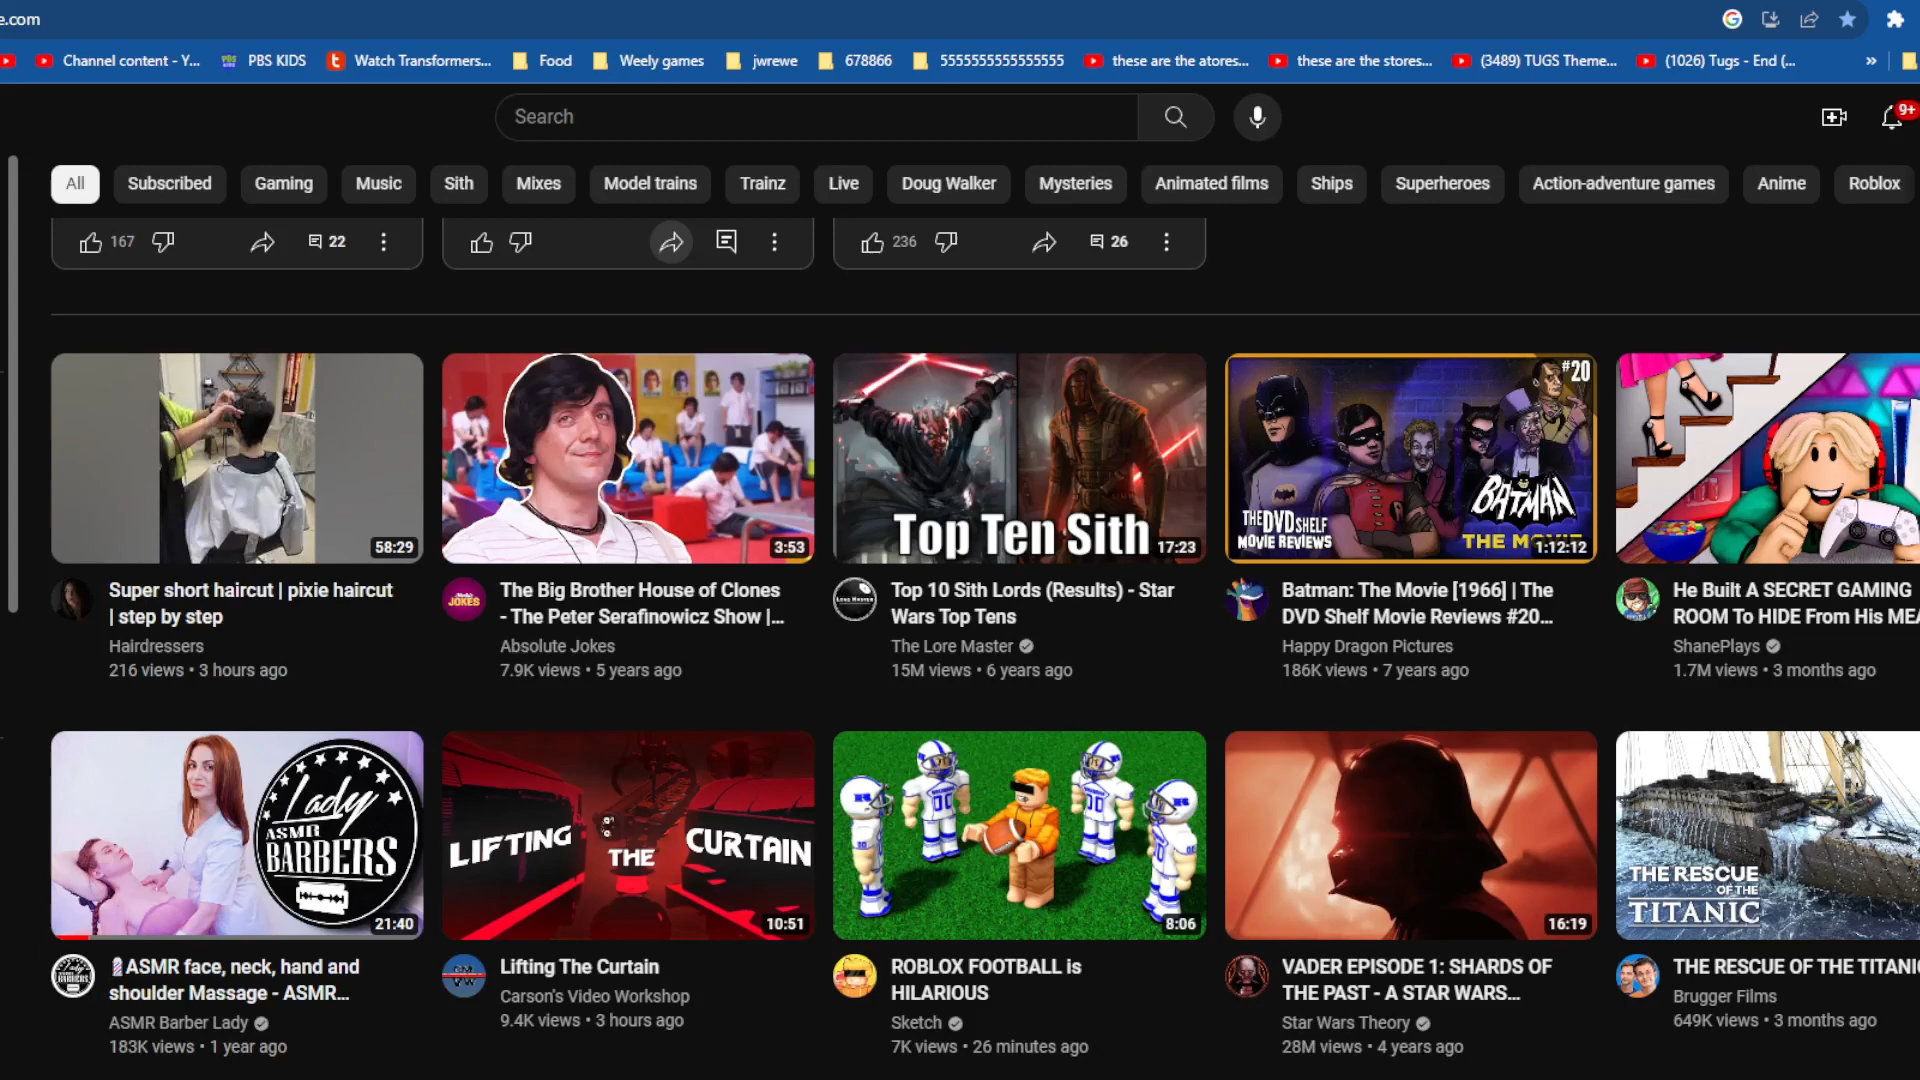 e.com
Channel content - Y...
PBS KIDS
Watch Transformers...
Food
Weely games
jwrewe
678866
5555555555555555
these are the atores...
these are the stores...
(3489) TUGS Theme...
(1026) Tugs - End (...
»
Search
9+
All
Subscribed
Gaming
Music
Sith
Mixes
Model trains
Trainz
Live
Doug Walker
Mysteries
Animated films
Ships
Superheroes
Action-adventure games
Anime
Roblox
167
22
236
26
58:29
3:53
Top Ten Sith
17:23
#20
THE DVD SHELF
MOVIE REVIEWS
BATMAN
THE MOVIE
1:12:12
Super short haircut | pixie haircut
| step by step
Hairdressers
216 views • 3 hours ago
JOKES
The Big Brother House of Clones
- The Peter Serafinowicz Show |...
Absolute Jokes
7.9K views • 5 years ago
LORE MASTER
Top 10 Sith Lords (Results) - Star
Wars Top Tens
The Lore Master
15M views • 6 years ago
Batman: The Movie [1966] | The
DVD Shelf Movie Reviews #20...
Happy Dragon Pictures
186K views • 7 years ago
He Built A SECRET GAMING
ROOM To HIDE From His MEA
ShanePlays
1.7M views • 3 months ago
Lady
ASMR
BARBERS
21:40
LIFTING
THE
CURTAIN
10:51
00
00
8:06
16:19
THE RESCUE
OF THE
TITANIC
💈ASMR face, neck, hand and
shoulder Massage - ASMR...
ASMR Barber Lady
183K views • 1 year ago
Lifting The Curtain
Carson's Video Workshop
9.4K views • 3 hours ago
ROBLOX FOOTBALL is
HILARIOUS
Sketch
7K views • 26 minutes ago
VADER EPISODE 1: SHARDS OF
THE PAST - A STAR WARS...
Star Wars Theory
28M views • 4 years ago
THE RESCUE OF THE TITANIC
Brugger Films
649K views • 3 months ago